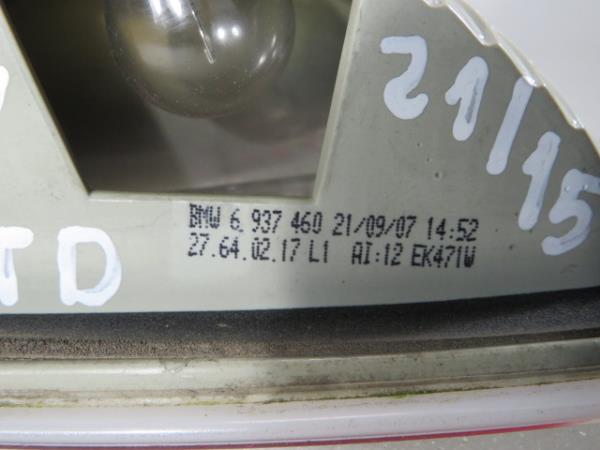 21/15
BMW 6 937 460 21/09/07 14:52
27.64.02.17 L1 AI:12 EK471W
TD